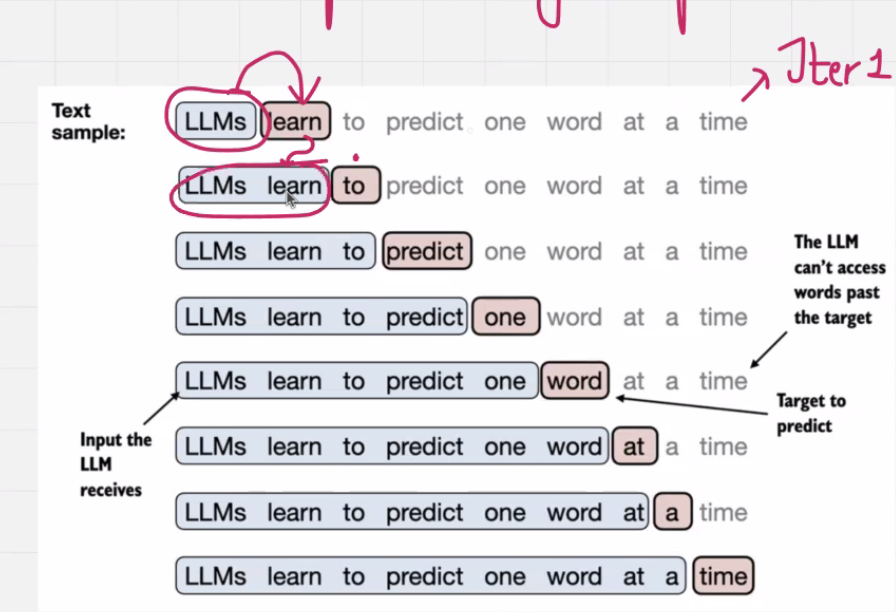 Iter 1
Text sample:
LLMs learn to predict one word at a time
LLMs learn to predict one word at a time
LLMs learn to predict one word at a time
LLMs learn to predict one word at a time
LLMs learn to predict one word at a time
LLMs learn to predict one word at a time
LLMs learn to predict one word at a time
LLMs learn to predict one word at a time
The LLM
can't access
words past
the target
Target to
predict
Input the
LLM
receives